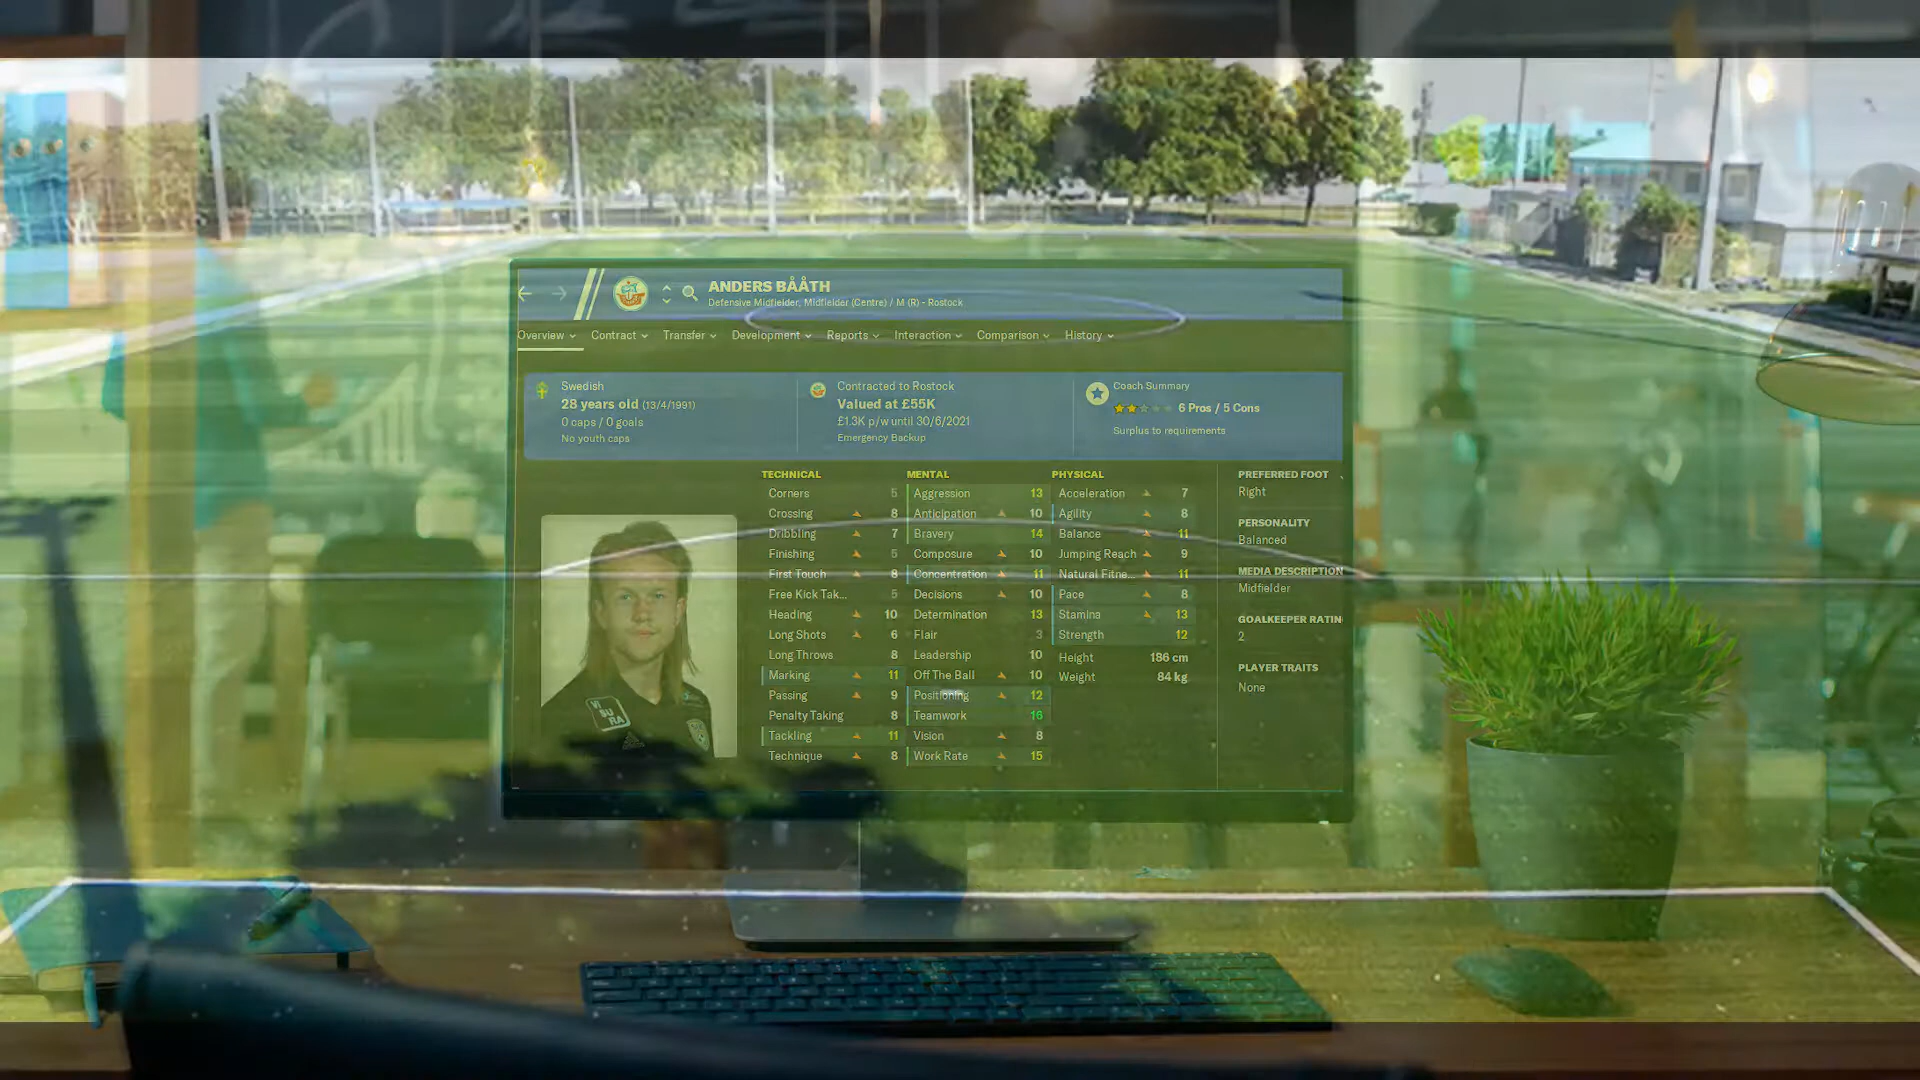 ANDERS BÅÅTH
Defensive Midfielder, Midfielder (Centre) / M (R) - Rostock
Overview Contract Transfer Development Reports Interaction Comparison History
Swedish
28 years old (13/4/1991)
0 caps / 0 goals
No youth caps
Contracted to Rostock
Valued at £55K
£1.3K p/w until 30/6/2021
Emergency Backup
Coach Summary
6 Pros / 5 Cons
Surplus to requirements
TECHNICAL
Corners 5
Crossing 8
Dribbling 7
Finishing 5
First Touch 8
Free Kick Tak... 5
Heading 10
Long Shots 6
Long Throws 8
Marking 11
Passing 9
Penalty Taking 8
Tackling 11
Technique 8
MENTAL
Aggression 13
Anticipation 10
Bravery 14
Composure 10
Concentration 11
Decisions 10
Determination 13
Flair 3
Leadership 10
Off The Ball 10
Positioning 12
Teamwork 16
Vision 8
Work Rate 15
PHYSICAL
Acceleration 7
Agility 8
Balance 11
Jumping Reach 9
Natural Fitne... 11
Pace 8
Stamina 13
Strength 12
Height 186 cm
Weight 84 kg
PREFERRED FOOT
Right
PERSONALITY
Balanced
MEDIA DESCRIPTION
Midfielder
GOALKEEPER RATIN
2
PLAYER TRAITS
None
VI
SU
RA